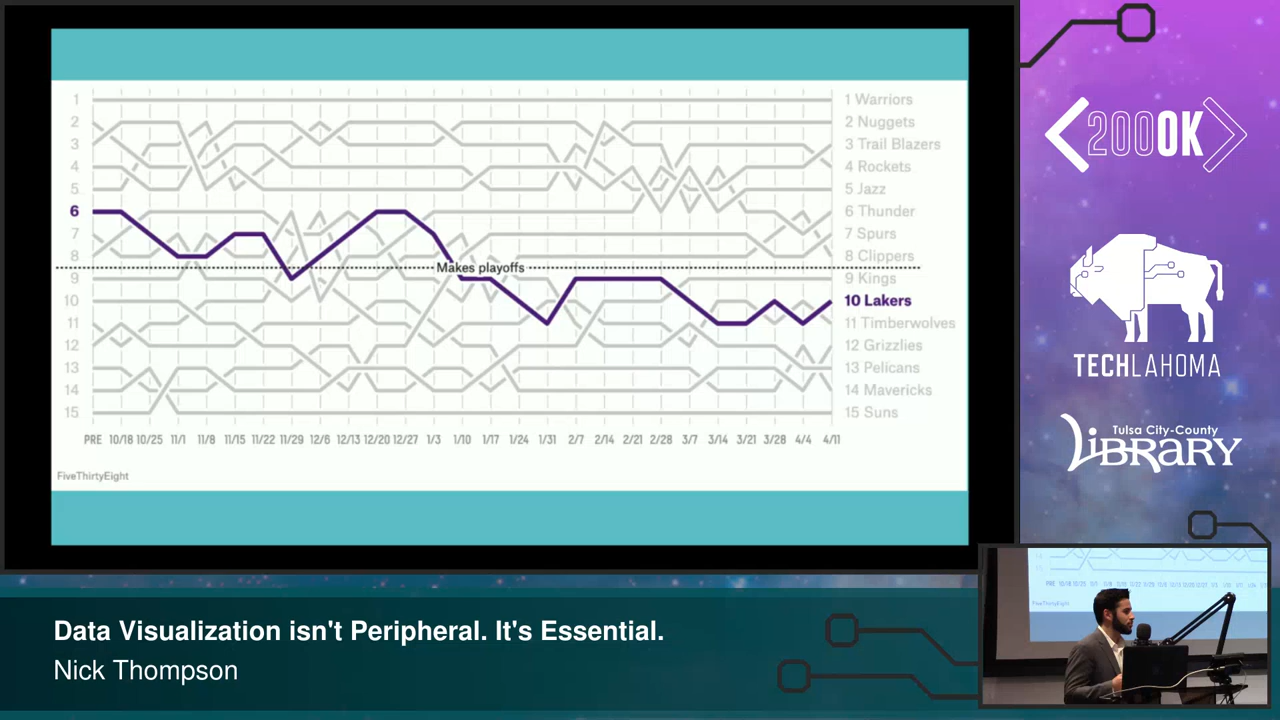 1
2
3
4
5
6
7
8
9
10
11
12
13
14
15
1 Warriors
2 Nuggets
3 Trail Blazers
4 Rockets
5 Jazz
6 Thunder
7 Spurs
8 Clippers
Makes playoffs
9 Kings
10 Lakers
11 Timberwolves
12 Grizzlies
13 Pelicans
14 Mavericks
15 Suns
PRE 10/18 10/25 11/1 11/8 11/15 11/22 11/29 12/6 12/13 12/20 12/27 1/3 1/10 1/17 1/24 1/31 2/7 2/14 2/21 2/28 3/7 3/14 3/21 3/28 4/4 4/11
FiveThirtyEight
<200OK>
TECHLAHOMA
Tulsa City-County
LiBRARY
Data Visualization isn't Peripheral. It's Essential.
Nick Thompson